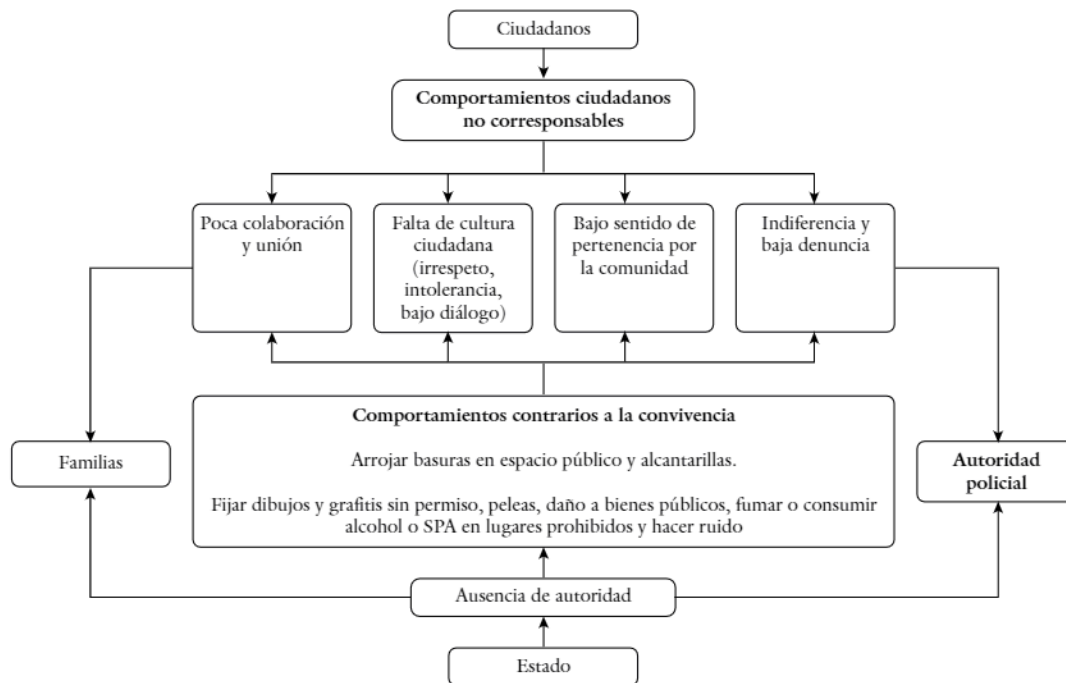 Ciudadanos
Comportamientos ciudadanos
no corresponsables
Poca colaboración
y unión
Falta de cultura
ciudadana
(irrespeto,
intolerancia,
bajo diálogo)
Bajo sentido de
pertenencia por
la comunidad
Indiferencia y
baja denuncia
Comportamientos contrarios a la convivencia
Arrojar basuras en espacio público y alcantarillas.
Fijar dibujos y grafitis sin permiso, peleas, daño a bienes públicos, fumar o consumir
alcohol o SPA en lugares prohibidos y hacer ruido
Familias
Autoridad
policial
Ausencia de autoridad
Estado